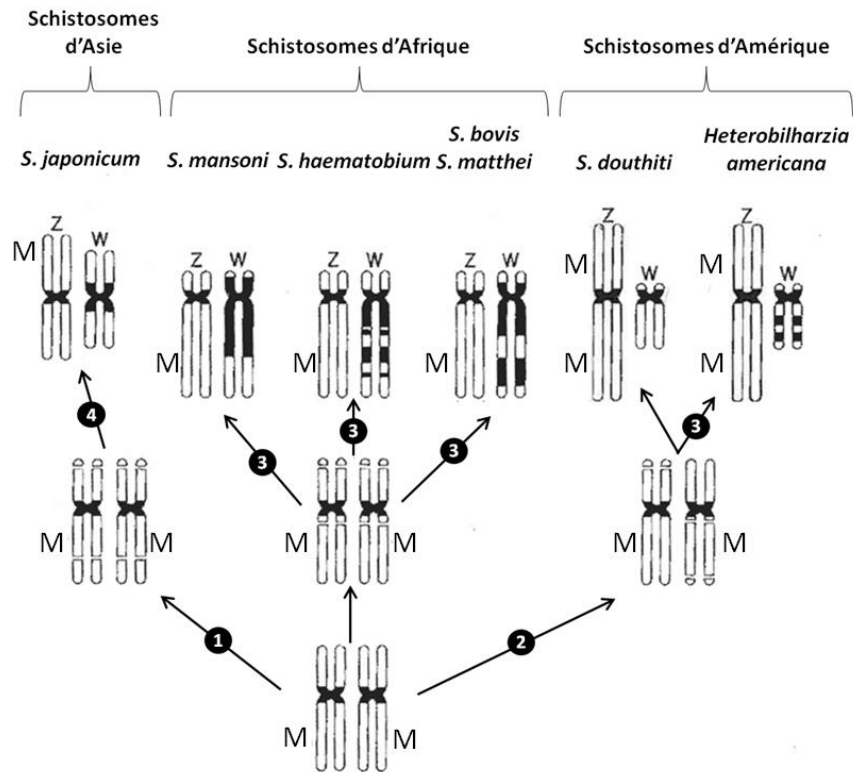 Schistosomes
d’Asie
Schistosomes d’Afrique
Schistosomes d’Amérique
S. japonicum
S. mansoni
S. haematobium
S. bovis
S. matthei
S. douthiti
Heterobilharzia
americana
Z
W
M
Z
W
M
Z
W
M
Z
W
M
Z
W
M
M
Z
W
M
M
4
3
3
3
3
M
M
M
M
M
M
1
2
M
M